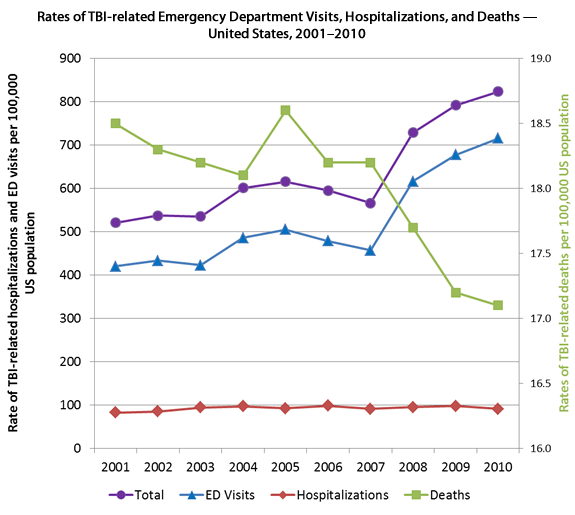 Rates of TBI-related Emergency Department Visits, Hospitalizations, and Deaths —
United States, 2001–2010
Rate of TBI-related hospitalizations and ED visits per 100,000
US population
900
800
700
600
500
400
300
200
100
0
19.0
18.5
18.0
17.5
17.0
16.5
16.0
Rates of TBI-related deaths per 100,000 US population
2001 2002 2003 2004 2005 2006 2007 2008 2009 2010
Total ED Visits Hospitalizations Deaths